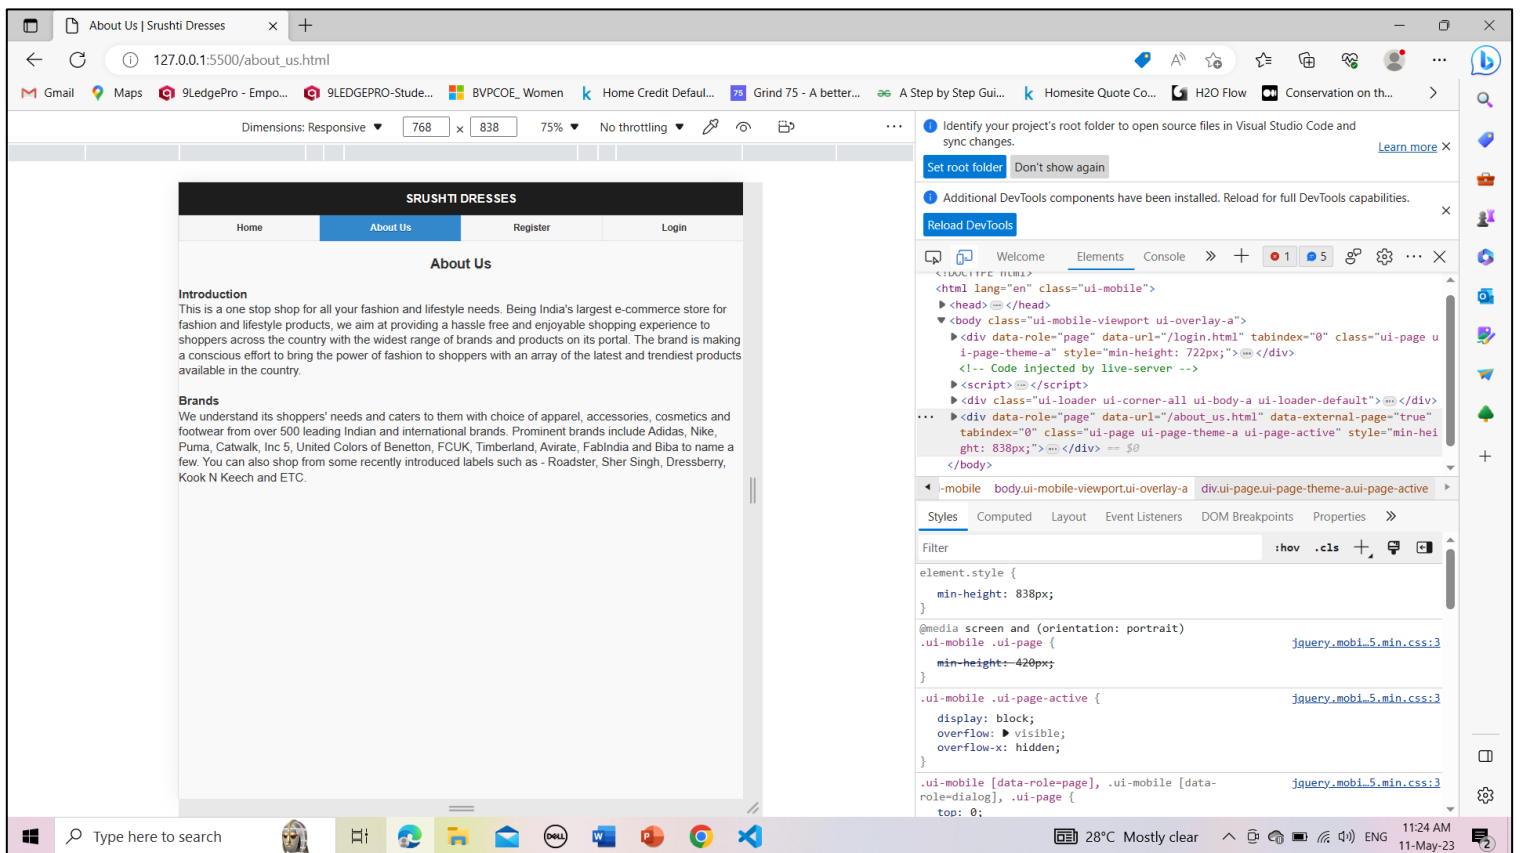 About Us | Srushti Dresses
127.0.0.1:5500/about_us.html
Gmail Maps 9LedgePro - Empo... 9LEDGEPRO-Stude... BVPCOE_ Women Home Credit Defaul... 75 Grind 75 - A better... A Step by Step Gui... Homesite Quote Co... H2O Flow Conservation on th...
Dimensions: Responsive ▼ 768 x 838 75% ▼ No throttling ▼
SRUSHTI DRESSES
Home About Us Register Login
About Us
Introduction
This is a one stop shop for all your fashion and lifestyle needs. Being India's largest e-commerce store for
fashion and lifestyle products, we aim at providing a hassle free and enjoyable shopping experience to
shoppers across the country with the widest range of brands and products on its portal. The brand is making
a conscious effort to bring the power of fashion to shoppers with an array of the latest and trendiest products
available in the country.
Brands
We understand its shoppers' needs and caters to them with choice of apparel, accessories, cosmetics and
footwear from over 500 leading Indian and international brands. Prominent brands include Adidas, Nike,
Puma, Catwalk, Inc 5, United Colors of Benetton, FCUK, Timberland, Avirate, FabIndia and Biba to name a
few. You can also shop from some recently introduced labels such as - Roadster, Sher Singh, Dressberry,
Kook N Keech and ETC.
Identify your project's root folder to open source files in Visual Studio Code and
sync changes.
Learn more
Set root folder Don't show again
Additional DevTools components have been installed. Reload for full DevTools capabilities.
Reload DevTools
Welcome Elements Console 1 5
<!DOCTYPE html>
<html lang="en" class="ui-mobile">
▶<head>…</head>
▼<body class="ui-mobile-viewport ui-overlay-a">
▶<div data-role="page" data-url="/login.html" tabindex="0" class="ui-page u
i-page-theme-a" style="min-height: 722px;">…</div>
<!-- Code injected by live-server -->
▶<script>…</script>
▶<div class="ui-loader ui-corner-all ui-body-a ui-loader-default">…</div>
▶<div data-role="page" data-url="/about_us.html" data-external-page="true"
tabindex="0" class="ui-page ui-page-theme-a ui-page-active" style="min-hei
ght: 838px;">…</div> == $0
</body>
-mobile body.ui-mobile-viewport.ui-overlay-a div.ui-page.ui-page-theme-a.ui-page-active
Styles Computed Layout Event Listeners DOM Breakpoints Properties
Filter :hov .cls
element.style {
min-height: 838px;
}
@media screen and (orientation: portrait)
.ui-mobile .ui-page { jquery.mobi…5.min.css:3
min-height: 420px;
}
.ui-mobile .ui-page-active { jquery.mobi…5.min.css:3
display: block;
overflow: ▶ visible;
overflow-x: hidden;
}
.ui-mobile [data-role=page], .ui-mobile [data- jquery.mobi…5.min.css:3
role=dialog], .ui-page {
top: 0;
Type here to search
DELL
28°C Mostly clear ENG 11:24 AM
11-May-23 2